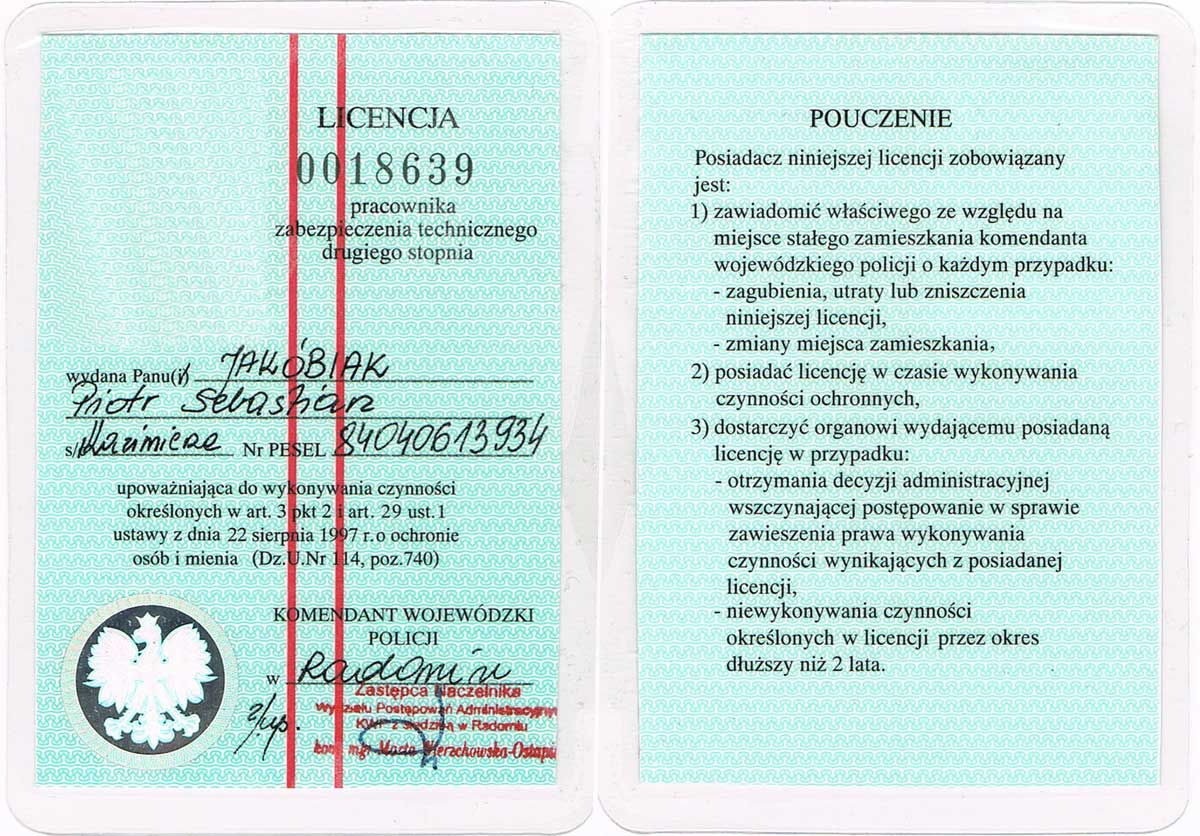 LICENCJA
0018639
pracownika
zabezpieczenia technicznego
drugiego stopnia
wydana Panu(i) JAKÓBIAK
Piotr Sebastian
s/ Kazimierz Nr PESEL 84040613934
upoważniająca do wykonywania czynności
określonych w art. 3 pkt 2 i art. 29 ust.1
ustawy z dnia 22 sierpnia 1997 r. o ochronie
osób i mienia (Dz.U.Nr 114, poz.740)
KOMENDANT WOJEWÓDZKI
POLICJI
w Radomiu
Zastępca Naczelnika
Wydziału Postępowań Administracyjnych
KWP z siedzibą w Radomiu
kom. mgr Marta
POUCZENIE
Posiadacz niniejszej licencji zobowiązany
jest:
1) zawiadomić właściwego ze względu na
miejsce stałego zamieszkania komendanta
wojewódzkiego policji o każdym przypadku:
- zagubienia, utraty lub zniszczenia
niniejszej licencji,
- zmiany miejsca zamieszkania,
2) posiadać licencję w czasie wykonywania
czynności ochronnych,
3) dostarczyć organowi wydającemu posiadaną
licencję w przypadku:
- otrzymania decyzji administracyjnej
wszczynającej postępowanie w sprawie
zawieszenia prawa wykonywania
czynności wynikających z posiadanej
licencji,
- niewykonywania czynności
określonych w licencji przez okres
dłuższy niż 2 lata.